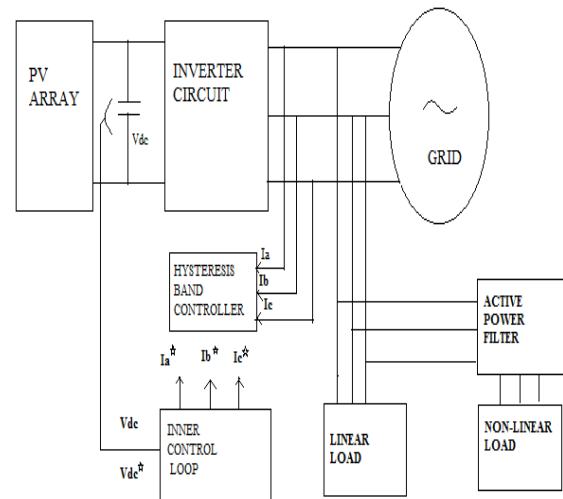 PV
ARRAY
Vdc
INVERTER
CIRCUIT
GRID
HYSTERESIS
BAND
CONTROLLER
Ia
Ib
Ic
ACTIVE
POWER
FILTER
Ia* Ib* Ic*
Vdc
Vdc*
INNER
CONTROL
LOOP
LINEAR
LOAD
NON-LINEAR
LOAD